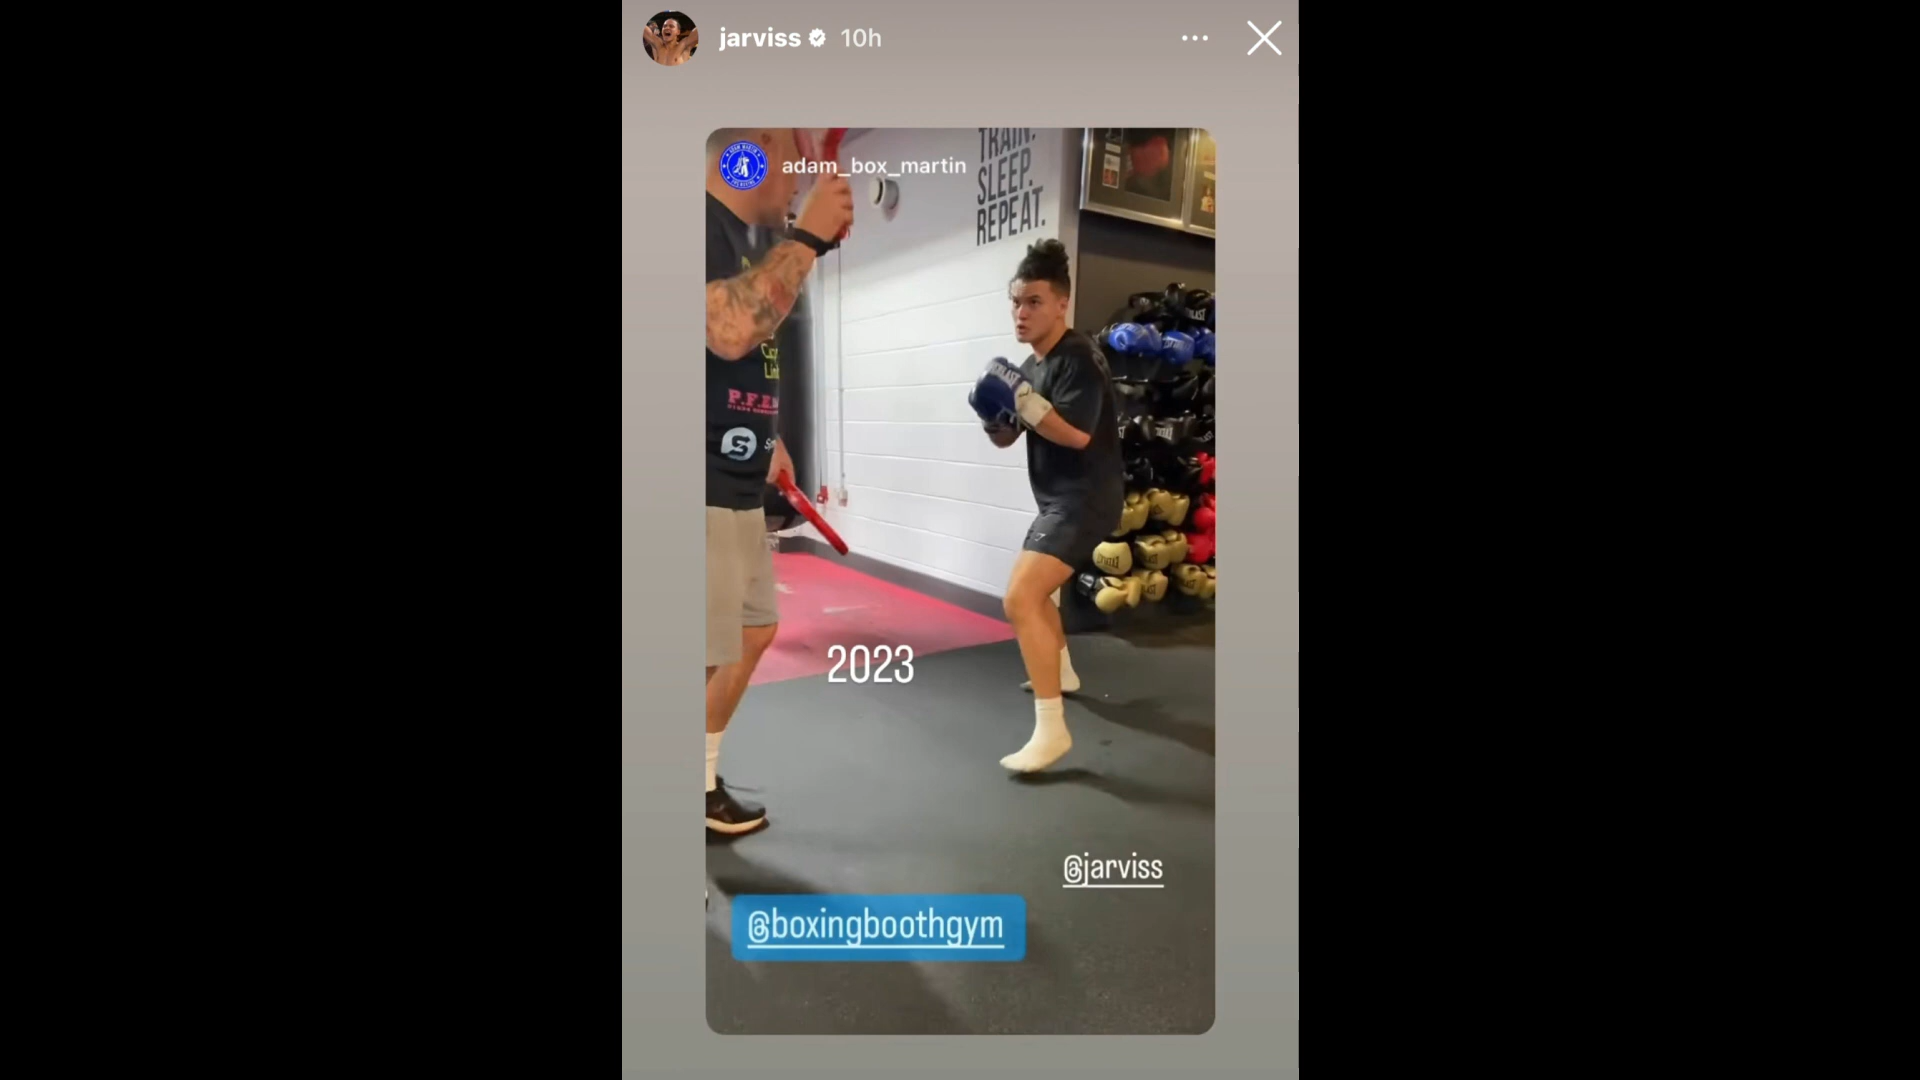 jarviss 10h
adam_box_martin
TRAIN.
SLEEP.
REPEAT.
P.F.E
2023
@jarviss
@boxingboothgym